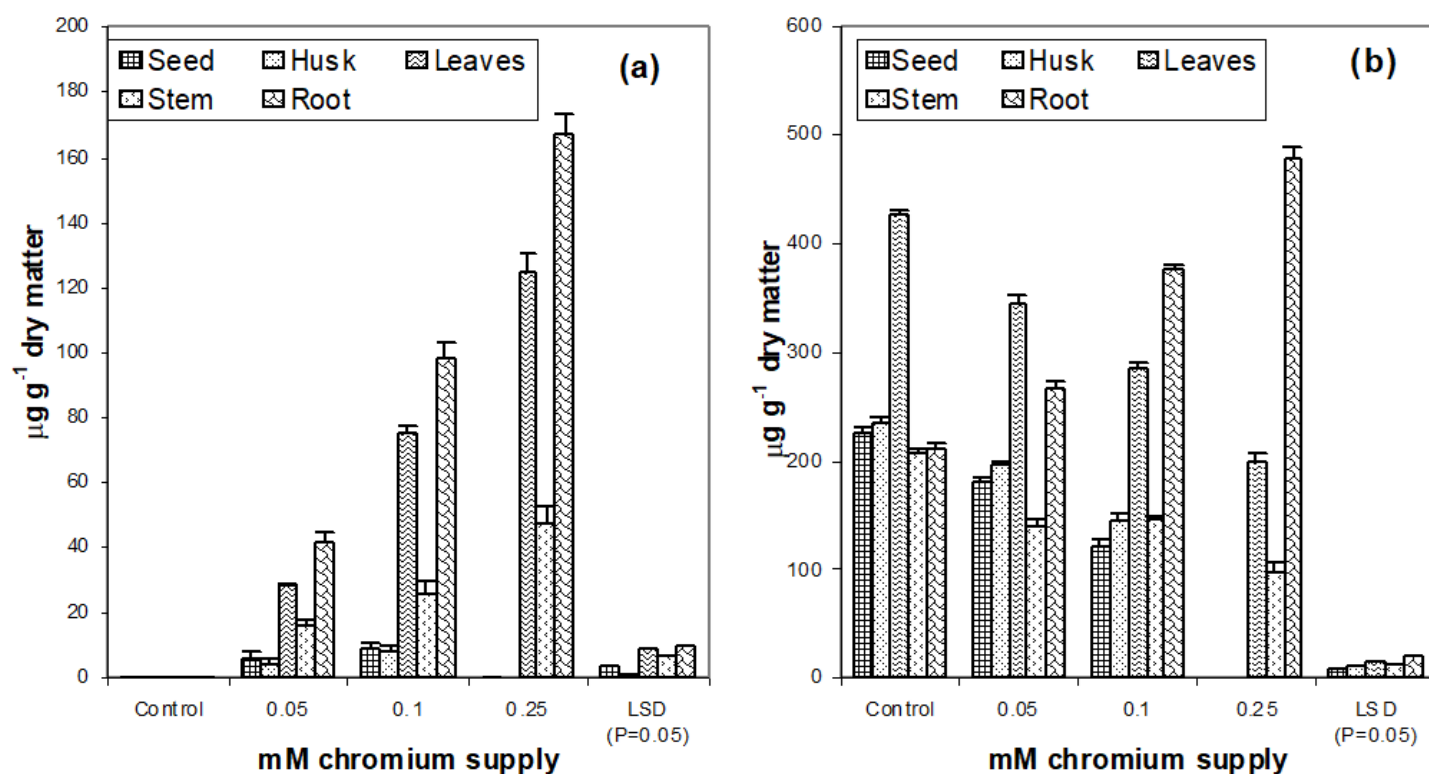 200
180
160
140
120
100
80
60
40
20
0
µg g-1 dry matter
Seed Husk Leaves
Stem Root
(a)
Control 0.05 0.1 0.25 LSD
(P=0.05)
mM chromium supply
600
500
400
300
200
100
0
µg g-1 dry matter
Seed Husk Leaves
Stem Root
(b)
Control 0.05 0.1 0.25 LSD
(P=0.05)
mM chromium supply